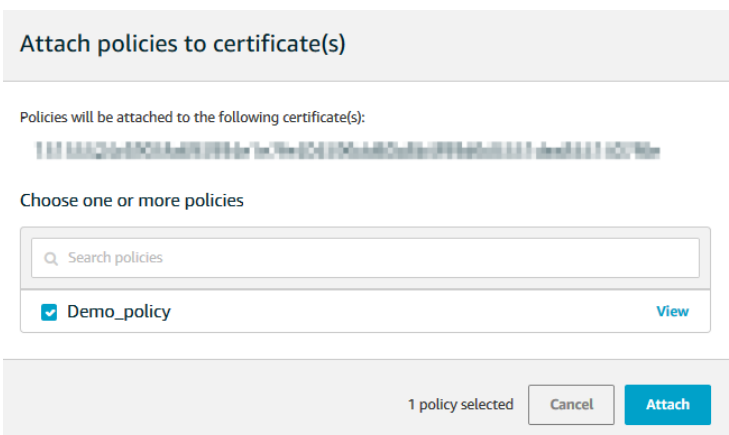 Attach policies to certificate(s)
Policies will be attached to the following certificate(s):
Choose one or more policies
Search policies
Demo_policy View
1 policy selected Cancel Attach